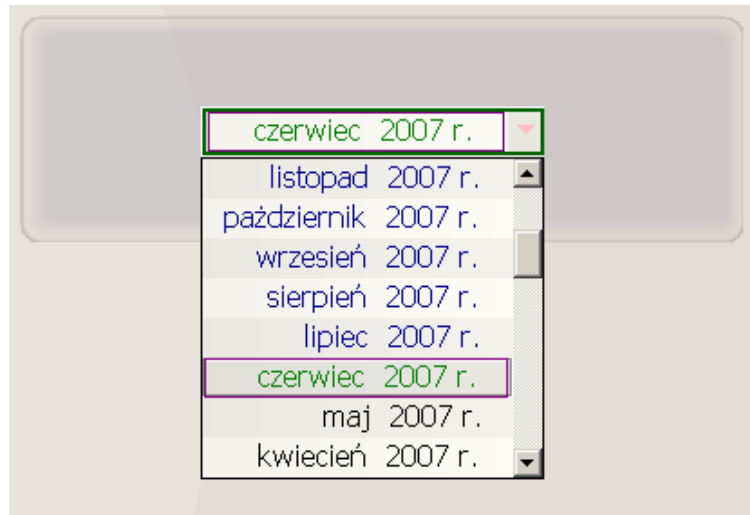 czerwiec 2007 r.
listopad 2007 r.
październik 2007 r.
wrzesień 2007 r.
sierpień 2007 r.
lipiec 2007 r.
czerwiec 2007 r.
maj 2007 r.
kwiecień 2007 r.